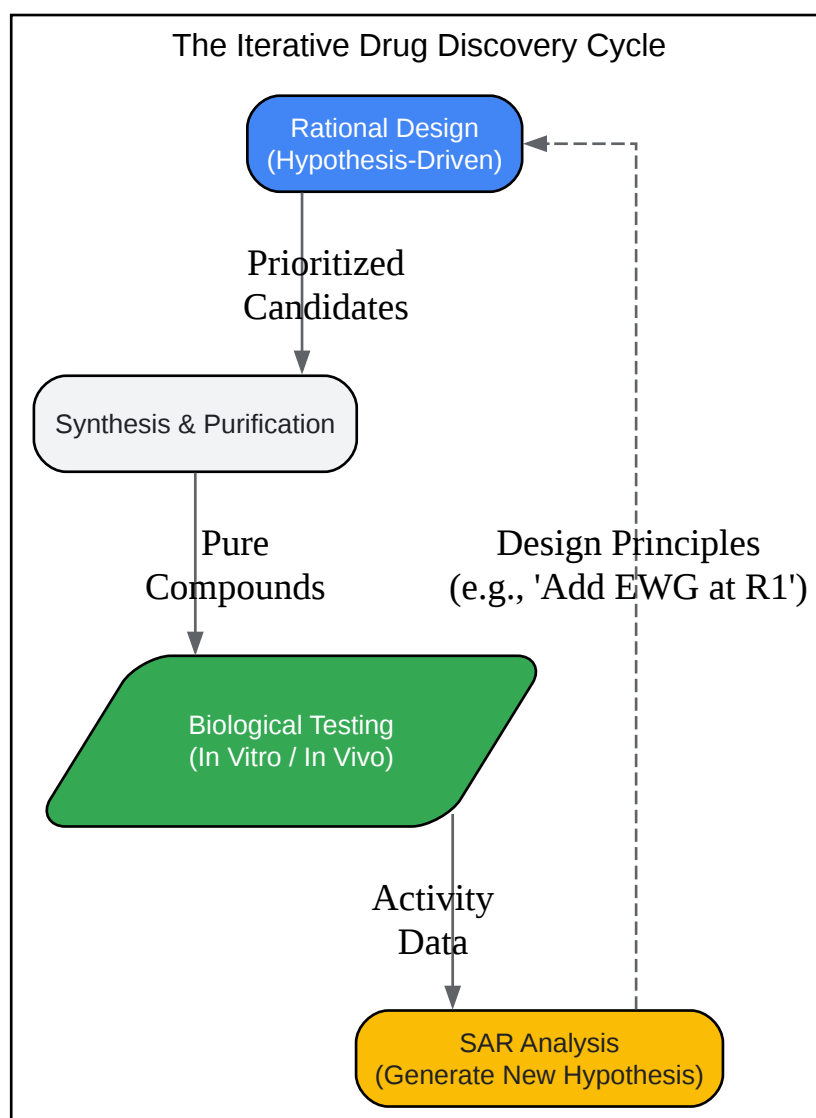 The Iterative Drug Discovery Cycle
Rational Design
(Hypothesis-Driven)
Prioritized
Candidates
Synthesis & Purification
Pure
Compounds
Design Principles
(e.g., 'Add EWG at R1')
Biological Testing
(In Vitro / In Vivo)
Activity
Data
SAR Analysis
(Generate New Hypothesis)